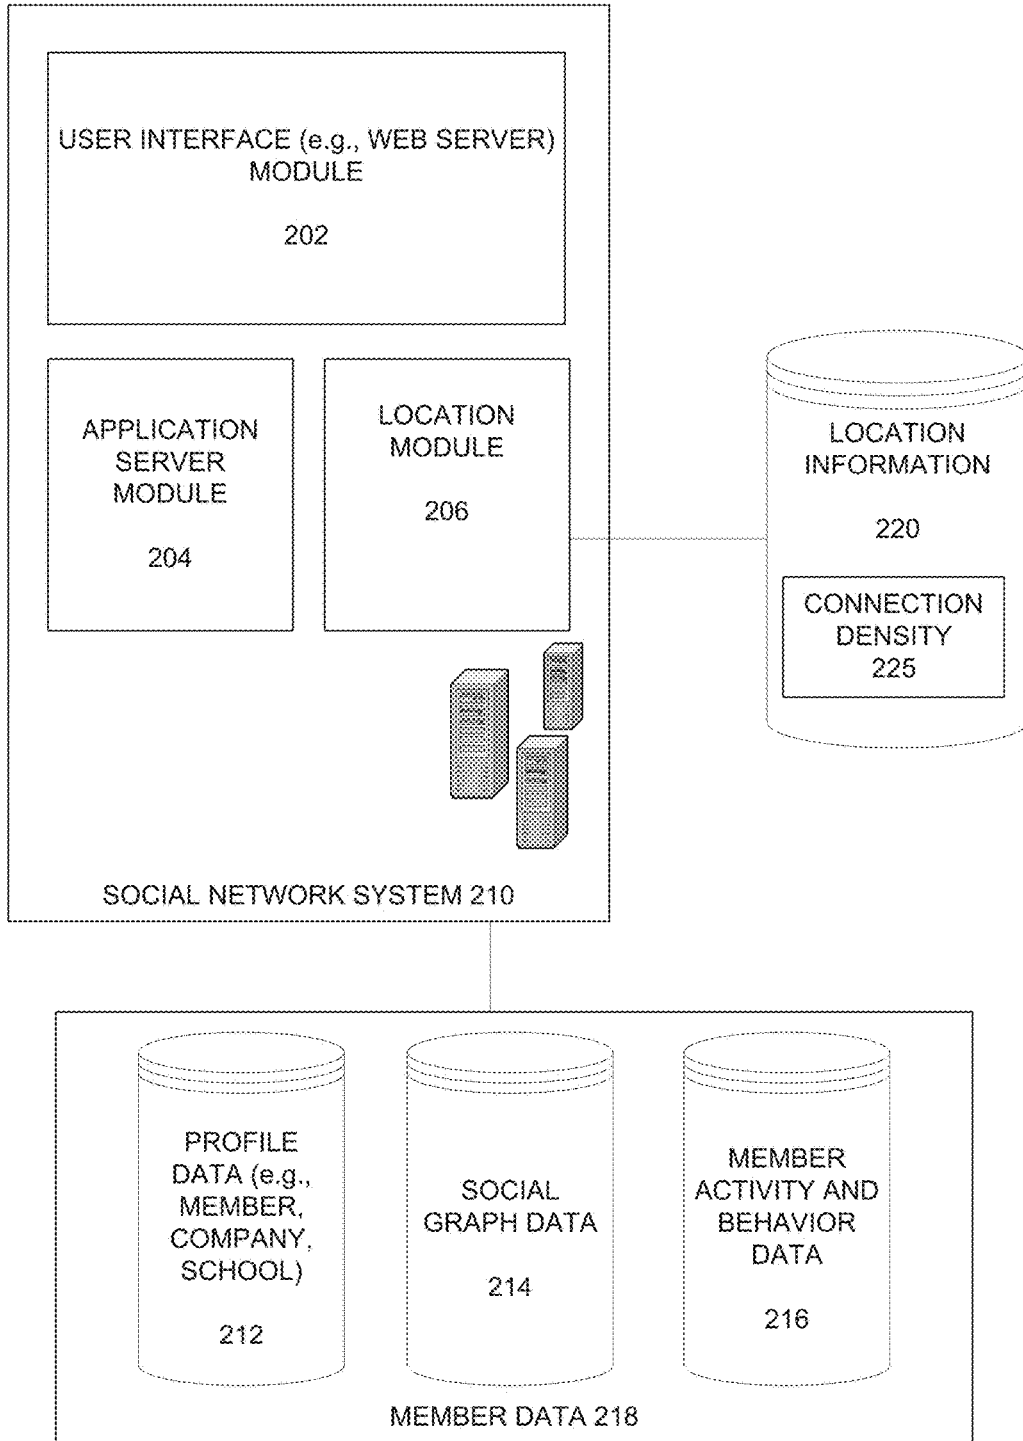 USER INTERFACE (e.g., WEB SERVER)
MODULE
202
APPLICATION
SERVER
MODULE
204
LOCATION
MODULE
206
LOCATION
INFORMATION
220
CONNECTION
DENSITY
225
SOCIAL NETWORK SYSTEM 210
PROFILE
DATA (e.g.,
MEMBER,
COMPANY,
SCHOOL)
212
SOCIAL
GRAPH DATA
214
MEMBER
ACTIVITY AND
BEHAVIOR
DATA
216
MEMBER DATA 218